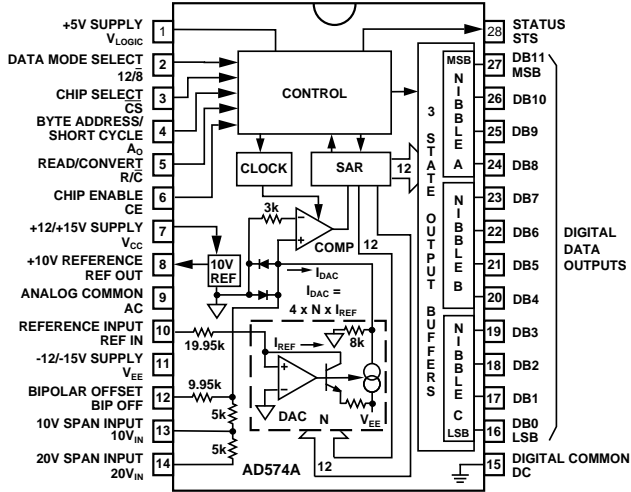 +5V SUPPLY
VLOGIC
1
DATA MODE SELECT
12/8̅
2
CHIP SELECT
C̅S̅
3
BYTE ADDRESS/
SHORT CYCLE
AO
4
READ/CONVERT
R/C̅
5
CHIP ENABLE
CE
6
+12/+15V SUPPLY
VCC
7
+10V REFERENCE
REF OUT
8
ANALOG COMMON
AC
9
REFERENCE INPUT
REF IN
10
-12/-15V SUPPLY
VEE
11
BIPOLAR OFFSET
BIP OFF
12
10V SPAN INPUT
10VIN
13
20V SPAN INPUT
20VIN
14
CONTROL
CLOCK
SAR
12
3k
COMP
12
10V
REF
IDAC
IDAC =
4 x N x IREF
19.95k
IREF
8k
9.95k
5k
5k
DAC
N
VEE
12
AD574A
3 STATE OUTPUT BUFFERS
MSB
NIBBLE A
NIBBLE B
NIBBLE C
LSB
28
STATUS
STS
27
DB11
MSB
26
DB10
25
DB9
24
DB8
23
DB7
22
DB6
21
DB5
20
DB4
19
DB3
18
DB2
17
DB1
16
DB0
LSB
15
DIGITAL COMMON
DC
DIGITAL
DATA
OUTPUTS